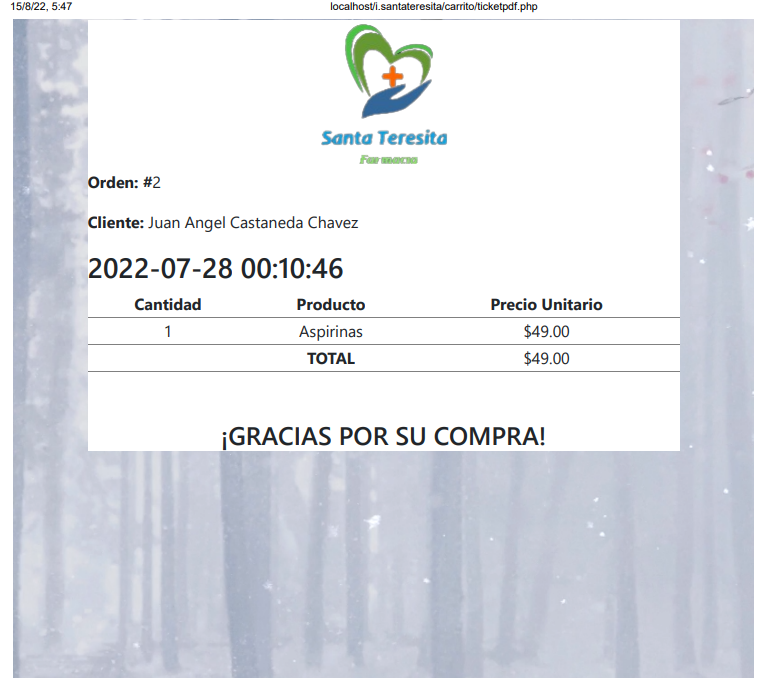 15/8/22, 5:47 localhost/i.santateresita/carrito/ticketpdf.php
Santa Teresita
Farmacia
Orden: #2
Cliente: Juan Angel Castaneda Chavez
2022-07-28 00:10:46
Cantidad Producto Precio Unitario
1 Aspirinas $49.00
TOTAL $49.00
¡GRACIAS POR SU COMPRA!